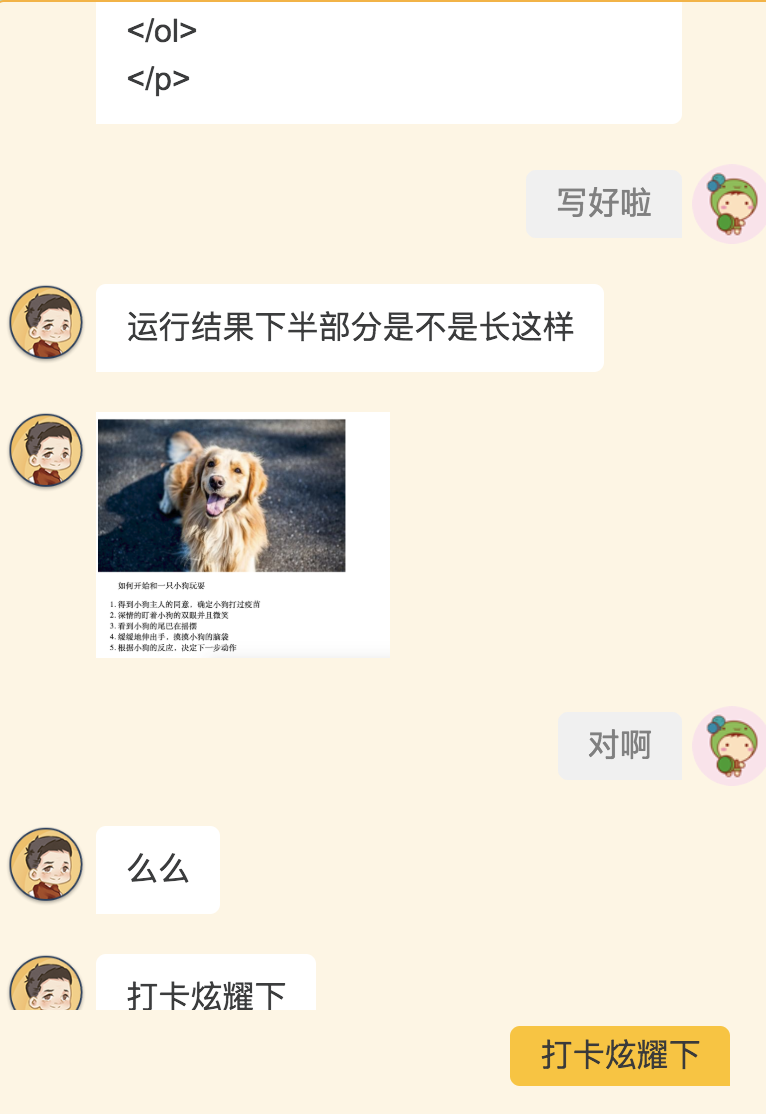 </ol>
</p>
写好啦
运行结果下半部分是不是长这样
如何开始和一只小狗玩耍
1. 得到小狗主人的同意，确定小狗打过疫苗
2. 深情的盯着小狗的双眼并且微笑
3. 看到小狗的尾巴在摇摆
4. 缓缓地伸出手，摸摸小狗的脑袋
5. 根据小狗的反应，决定下一步动作
对啊
么么
打卡炫耀下
打卡炫耀下